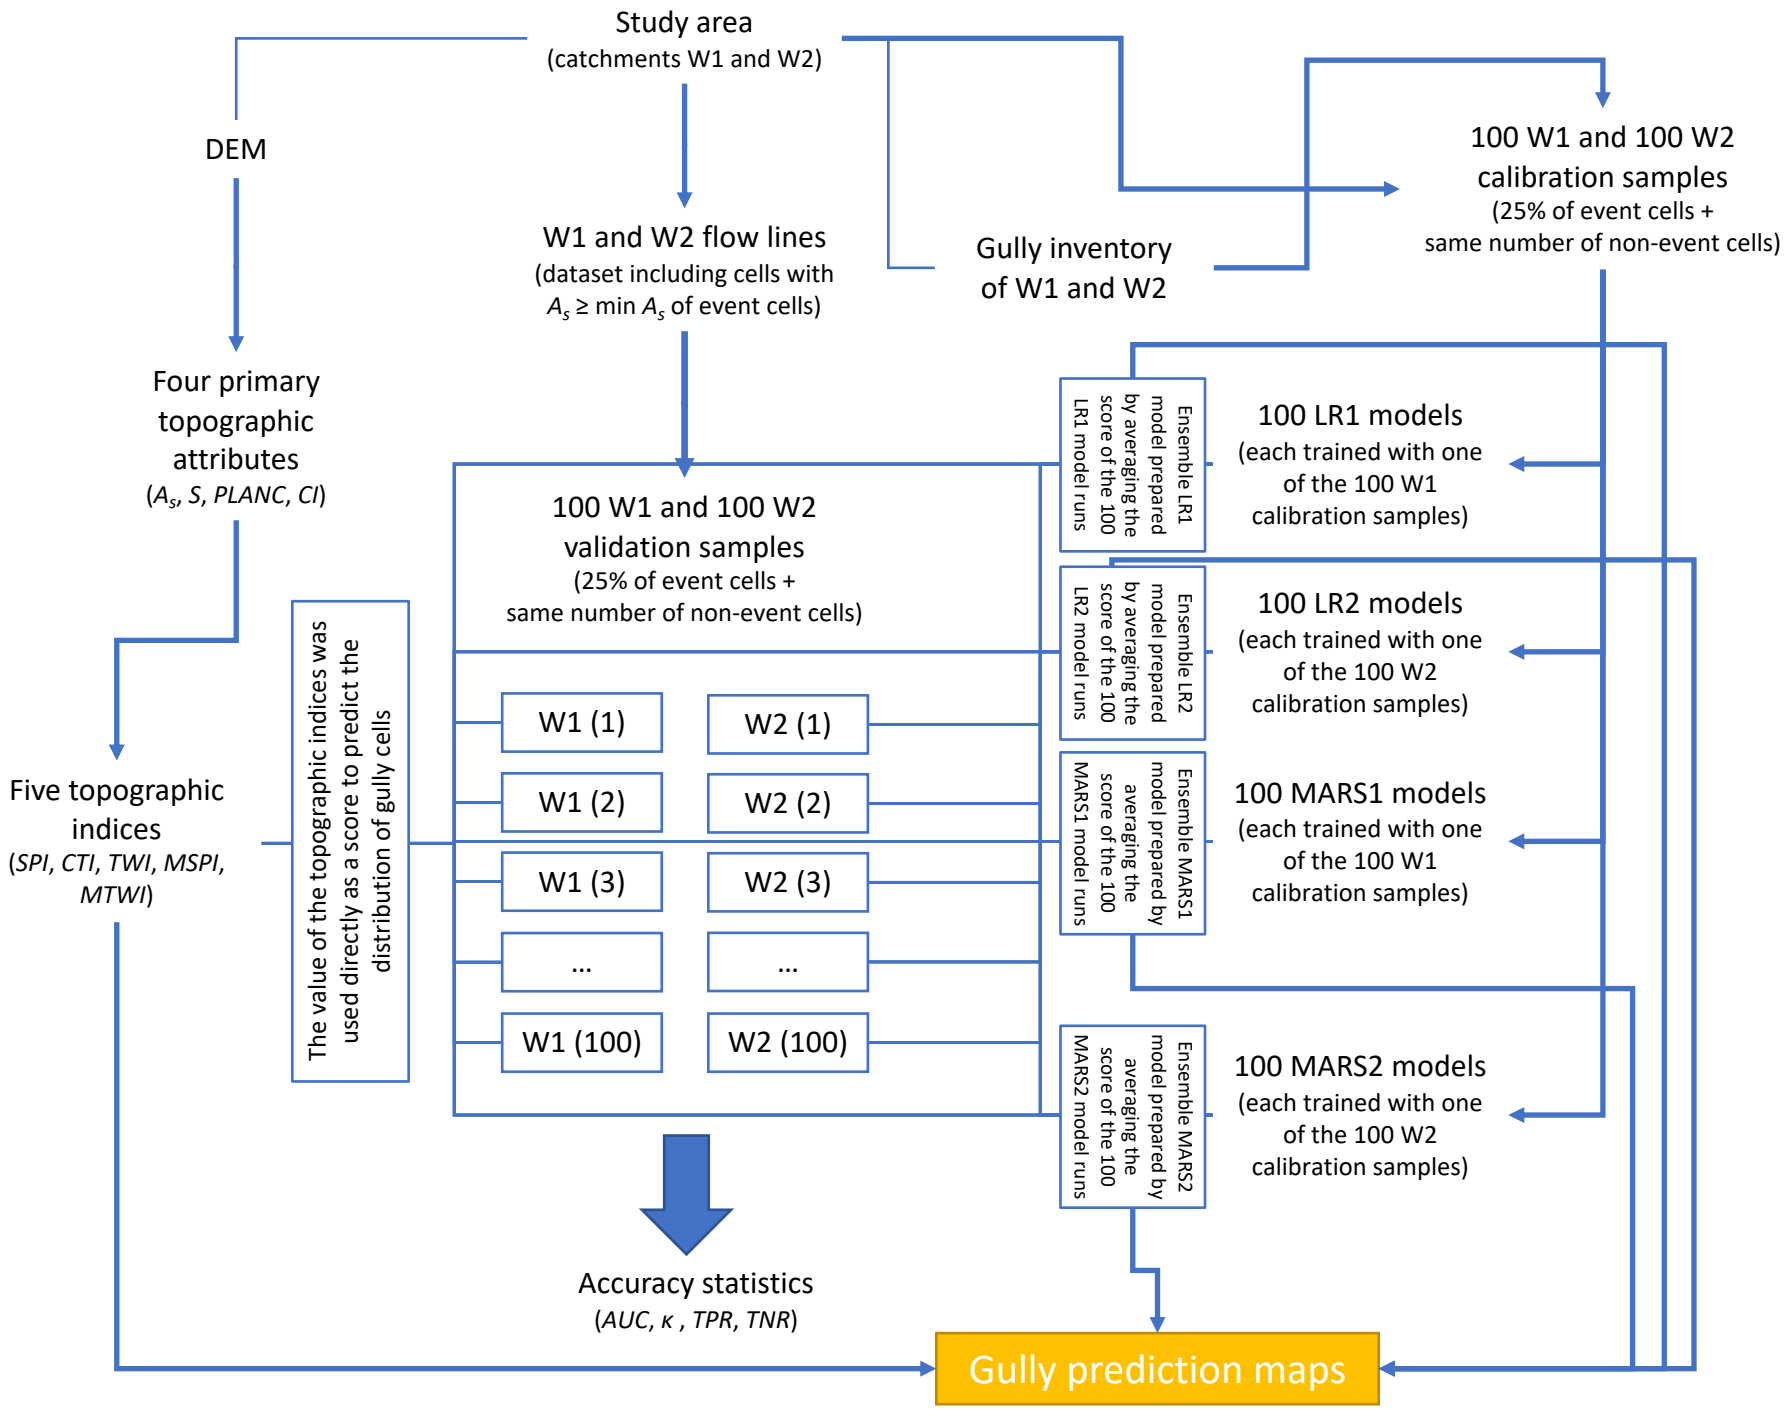 Study area
(catchments W1 and W2)
DEM
100 W1 and 100 W2
calibration samples
(25% of event cells +
same number of non-event cells)
W1 and W2 flow lines
(dataset including cells with
As ≥ min As of event cells)
Gully inventory
of W1 and W2
Four primary
topographic
attributes
(As, S, PLANC, CI)
Ensemble LR1
model prepared
by averaging the
score of the 100
LR1 model runs
100 LR1 models
(each trained with one
of the 100 W1
calibration samples)
100 W1 and 100 W2
validation samples
(25% of event cells +
same number of non-event cells)
Ensemble LR2
model prepared
by averaging the
score of the 100
LR2 model runs
100 LR2 models
(each trained with one
of the 100 W2
calibration samples)
Five topographic
indices
(SPI, CTI, TWI, MSPI,
MTWI)
The value of the topographic indices was
used directly as a score to predict the
distribution of gully cells
W1 (1)
W2 (1)
W1 (2)
W2 (2)
W1 (3)
W2 (3)
...
...
W1 (100)
W2 (100)
Ensemble MARS1
model prepared by
averaging the
score of the 100
MARS1 model runs
100 MARS1 models
(each trained with one
of the 100 W1
calibration samples)
Ensemble MARS2
model prepared by
averaging the
score of the 100
MARS2 model runs
100 MARS2 models
(each trained with one
of the 100 W2
calibration samples)
Accuracy statistics
(AUC, κ , TPR, TNR)
Gully prediction maps